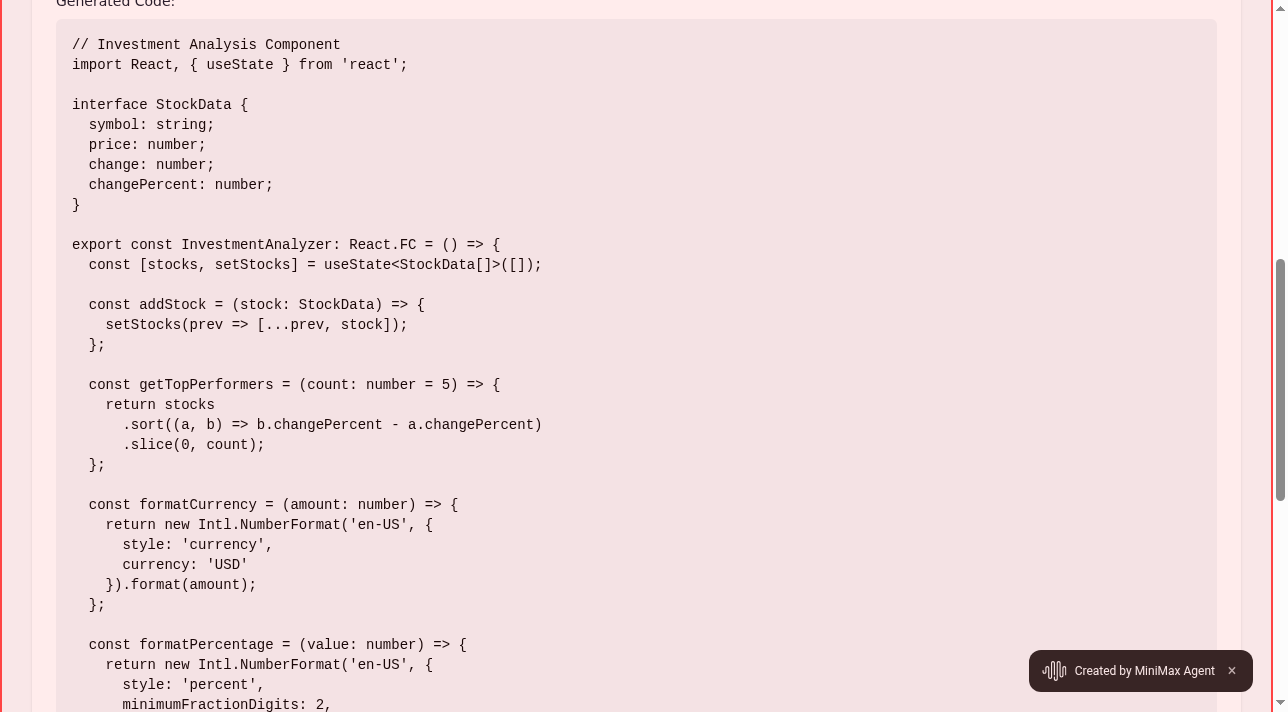 Generated Code:
// Investment Analysis Component
import React, { useState } from 'react';
interface StockData {
  symbol: string;
  price: number;
  change: number;
  changePercent: number;
}
export const InvestmentAnalyzer: React.FC = () => {
  const [stocks, setStocks] = useState<StockData[]>([]);
  const addStock = (stock: StockData) => {
    setStocks(prev => [...prev, stock]);
  };
  const getTopPerformers = (count: number = 5) => {
    return stocks
      .sort((a, b) => b.changePercent - a.changePercent)
      .slice(0, count);
  };
  const formatCurrency = (amount: number) => {
    return new Intl.NumberFormat('en-US', {
      style: 'currency',
      currency: 'USD'
    }).format(amount);
  };
  const formatPercentage = (value: number) => {
    return new Intl.NumberFormat('en-US', {
      style: 'percent',
      minimumFractionDigits: 2,
Created by MiniMax Agent ×